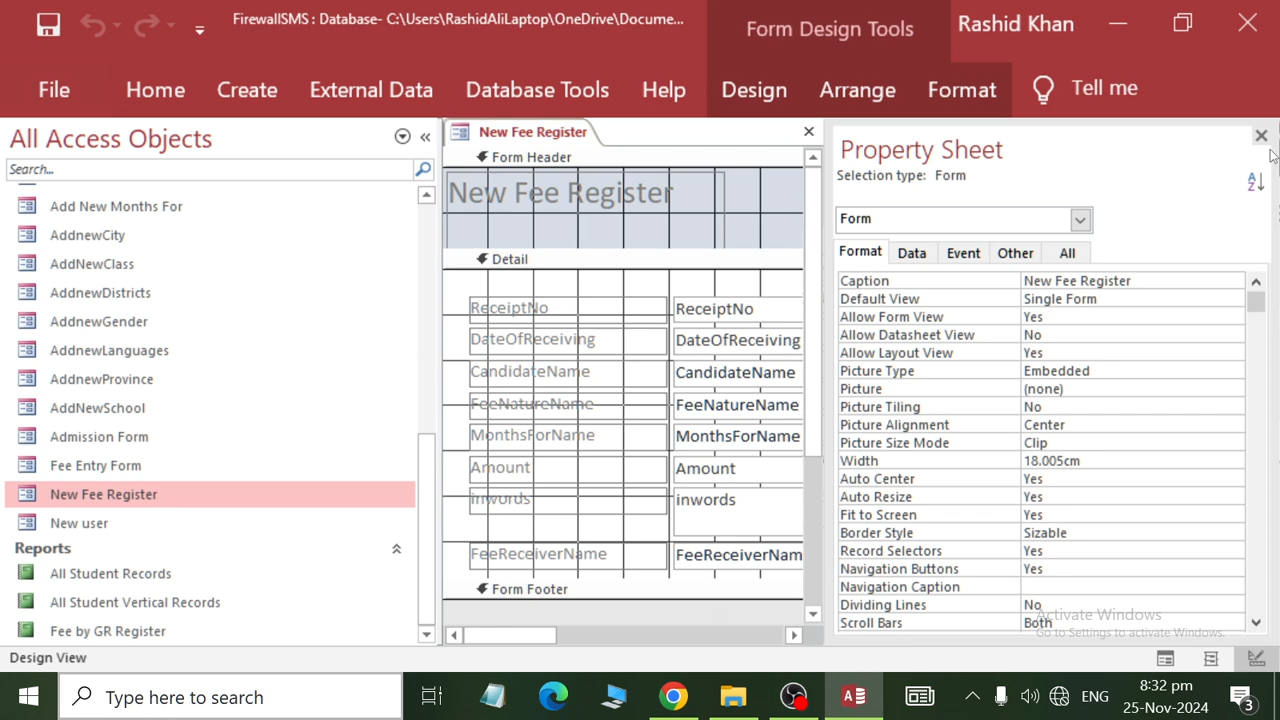 FirewallSMS : Database- C:\Users\RashidAliLaptop\OneDrive\Docume...
Form Design Tools
Rashid Khan
File
Home
Create
External Data
Database Tools
Help
Design
Arrange
Format
Tell me
All Access Objects
Search...
Add New Months For
AddnewCity
AddNewClass
AddnewDistricts
AddnewGender
AddnewLanguages
AddnewProvince
AddNewSchool
Admission Form
Fee Entry Form
New Fee Register
New user
Reports
All Student Records
All Student Vertical Records
Fee by GR Register
New Fee Register
Form Header
New Fee Register
Detail
ReceiptNo ReceiptNo
DateOfReceiving DateOfReceiving
CandidateName CandidateName
FeeNatureName FeeNatureName
MonthsForName MonthsForName
Amount Amount
inwords inwords
FeeReceiverName FeeReceiverNam
Form Footer
Property Sheet
Selection type: Form
Form
Format Data Event Other All
Caption New Fee Register
Default View Single Form
Allow Form View Yes
Allow Datasheet View No
Allow Layout View Yes
Picture Type Embedded
Picture (none)
Picture Tiling No
Picture Alignment Center
Picture Size Mode Clip
Width 18.005cm
Auto Center Yes
Auto Resize Yes
Fit to Screen Yes
Border Style Sizable
Record Selectors Yes
Navigation Buttons Yes
Navigation Caption
Dividing Lines No
Scroll Bars Both
Activate Windows
Go to Settings to activate Windows.
Design View
Type here to search
ENG
8:32 pm
25-Nov-2024
3